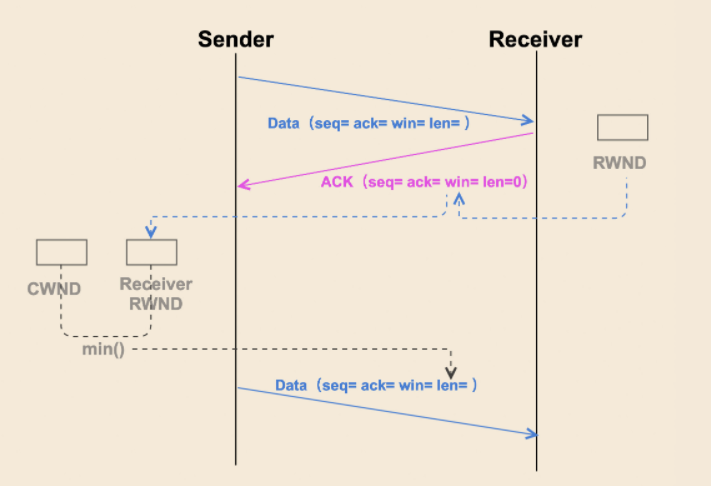 Sender
Receiver
Data（seq= ack= win= len= ）
RWND
ACK（seq= ack= win= len=0）
CWND
Receiver
RWND
min()
Data（seq= ack= win= len= ）